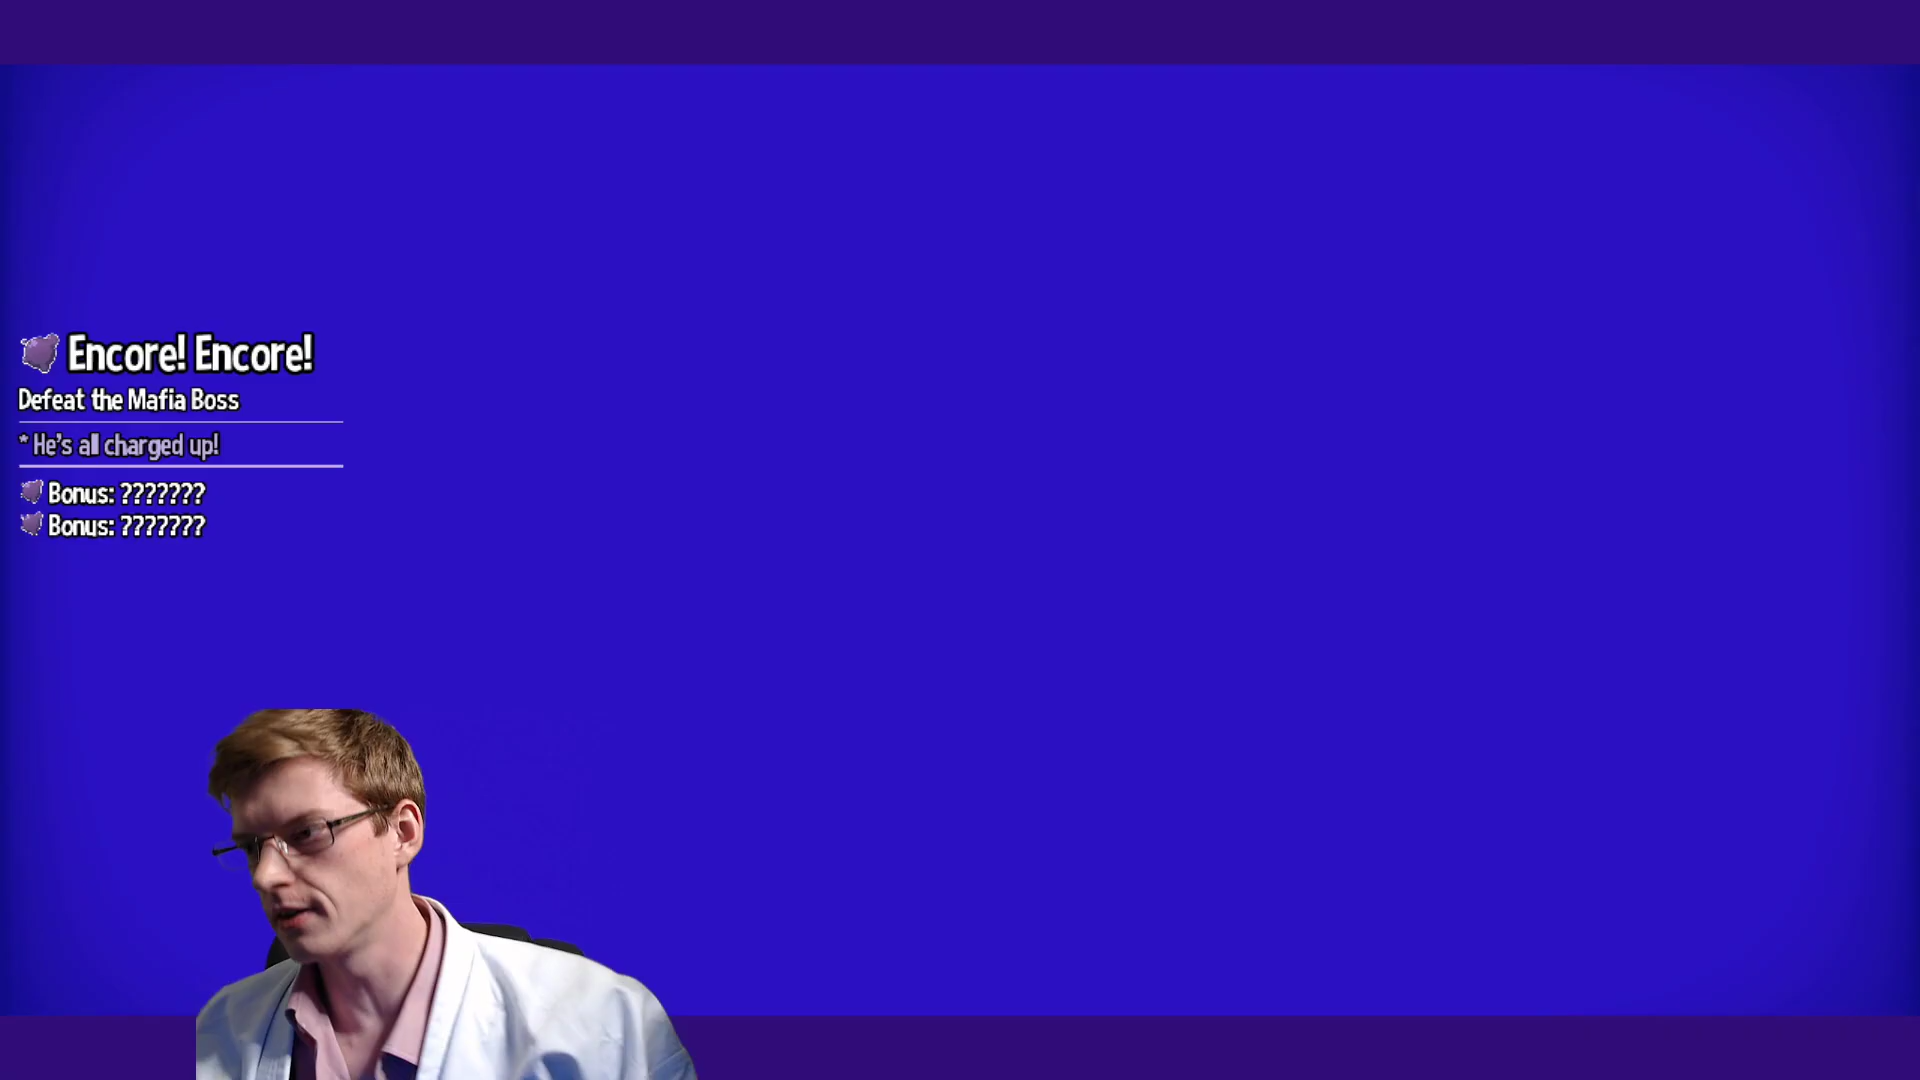 Encore! Encore!
Defeat the Mafia Boss
* He's all charged up!
Bonus: ???????
Bonus: ???????